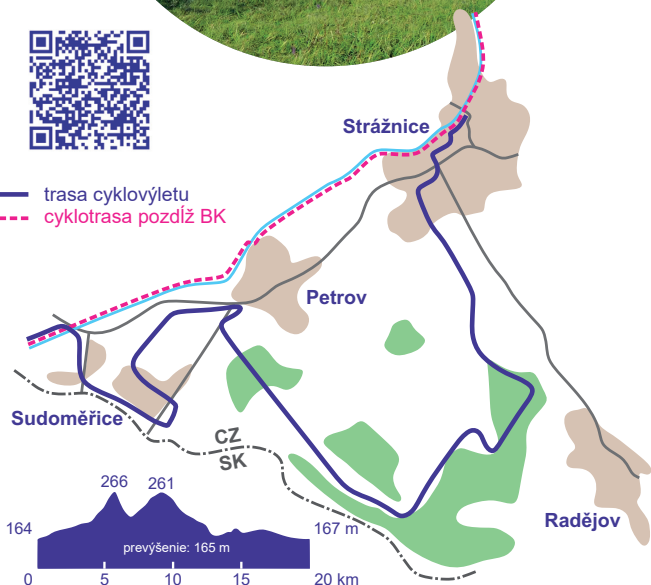 Strážnice
trasa cyklovýletu
cyklotrasa pozdĺž BK
Petrov
Sudoměřice
CZ
SK
Radějov
266 261
164
167 m
prevýšenie: 165 m
0 5 10 15 20 km